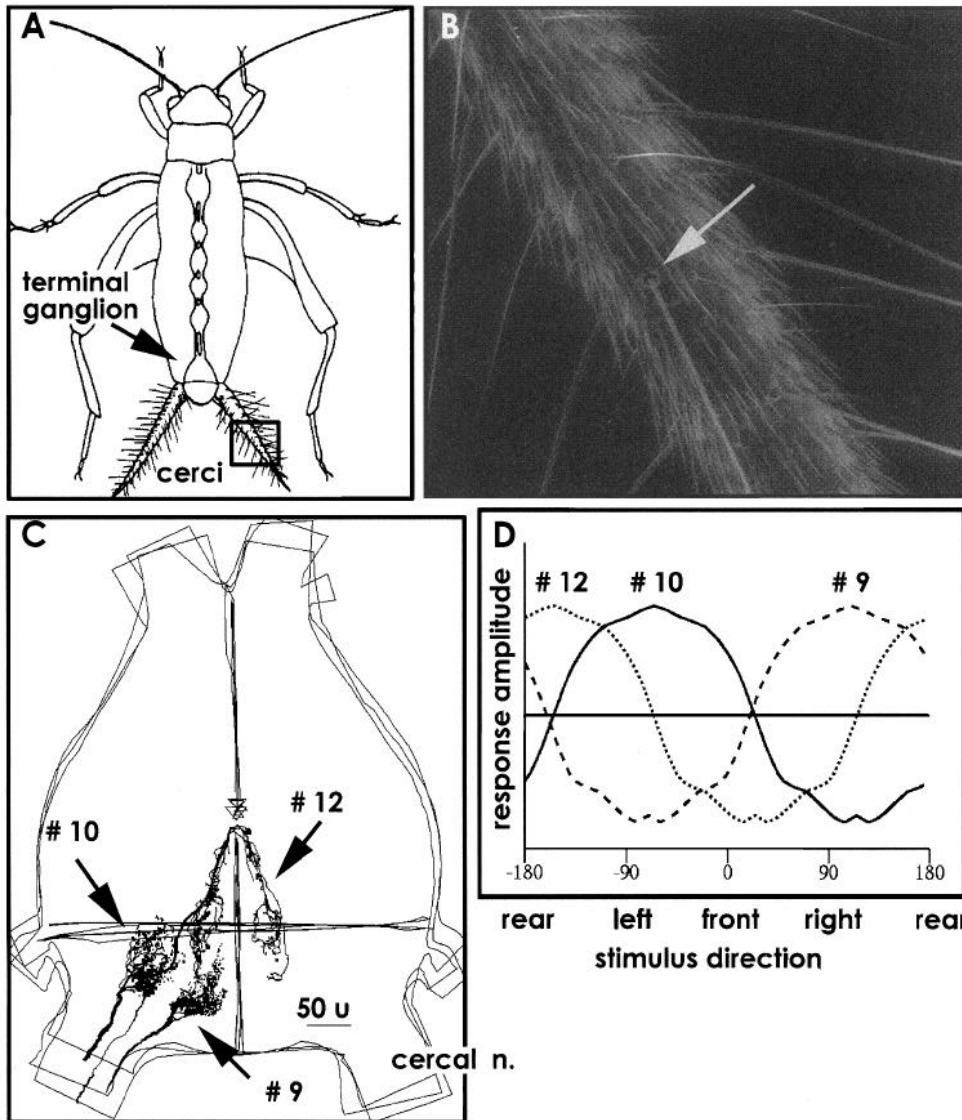 A
terminal
ganglion
cerci
B
C
# 12
# 10
50 u
cercal n.
# 9
D
# 12 # 10 # 9
response amplitude
-180 -90 0 90 180
rear left front right rear
stimulus direction